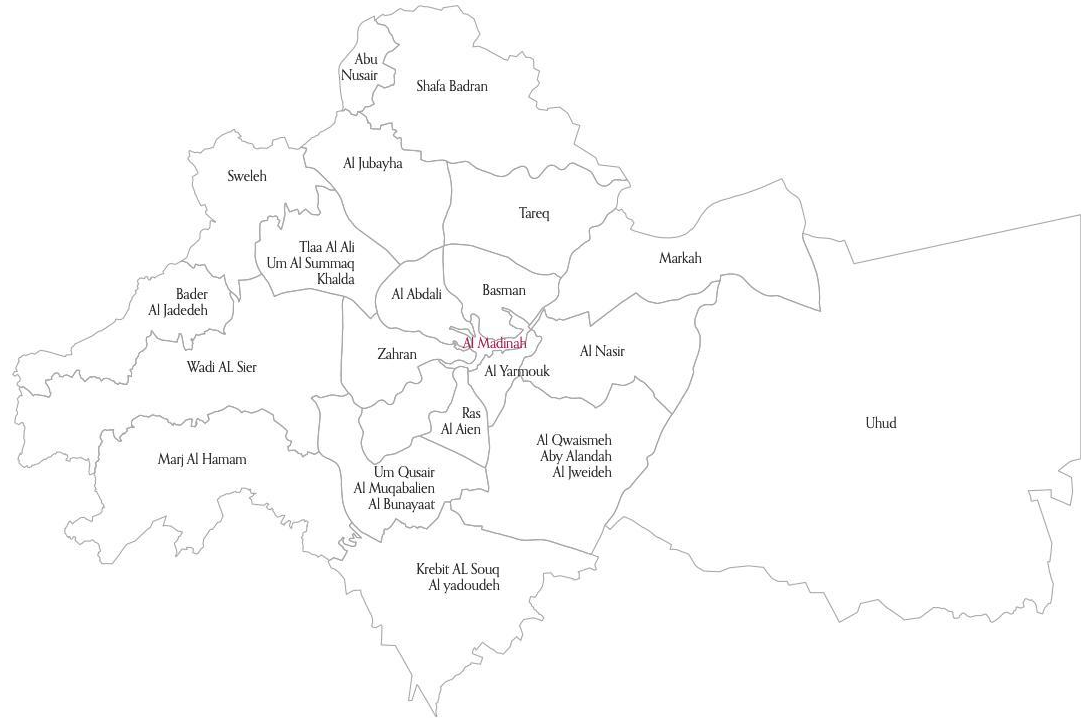 Abu
Nusair
Shafa Badran
Al Jubayha
Sweleh
Tareq
Tlaa Al Ali
Um Al Summaq
Khalda
Markah
Bader
Al Jadedeh
Al Abdali
Basman
Al Madinah
Zahran
Al Nasir
Wadi AL Sier
Al Yarmouk
Ras
Al Aien
Uhud
Al Qwaismeh
Aby Alandah
Al Jweideh
Marj Al Hamam
Um Qusair
Al Muqabalien
Al Bunayaat
Krebit AL Souq
Al yadoudeh